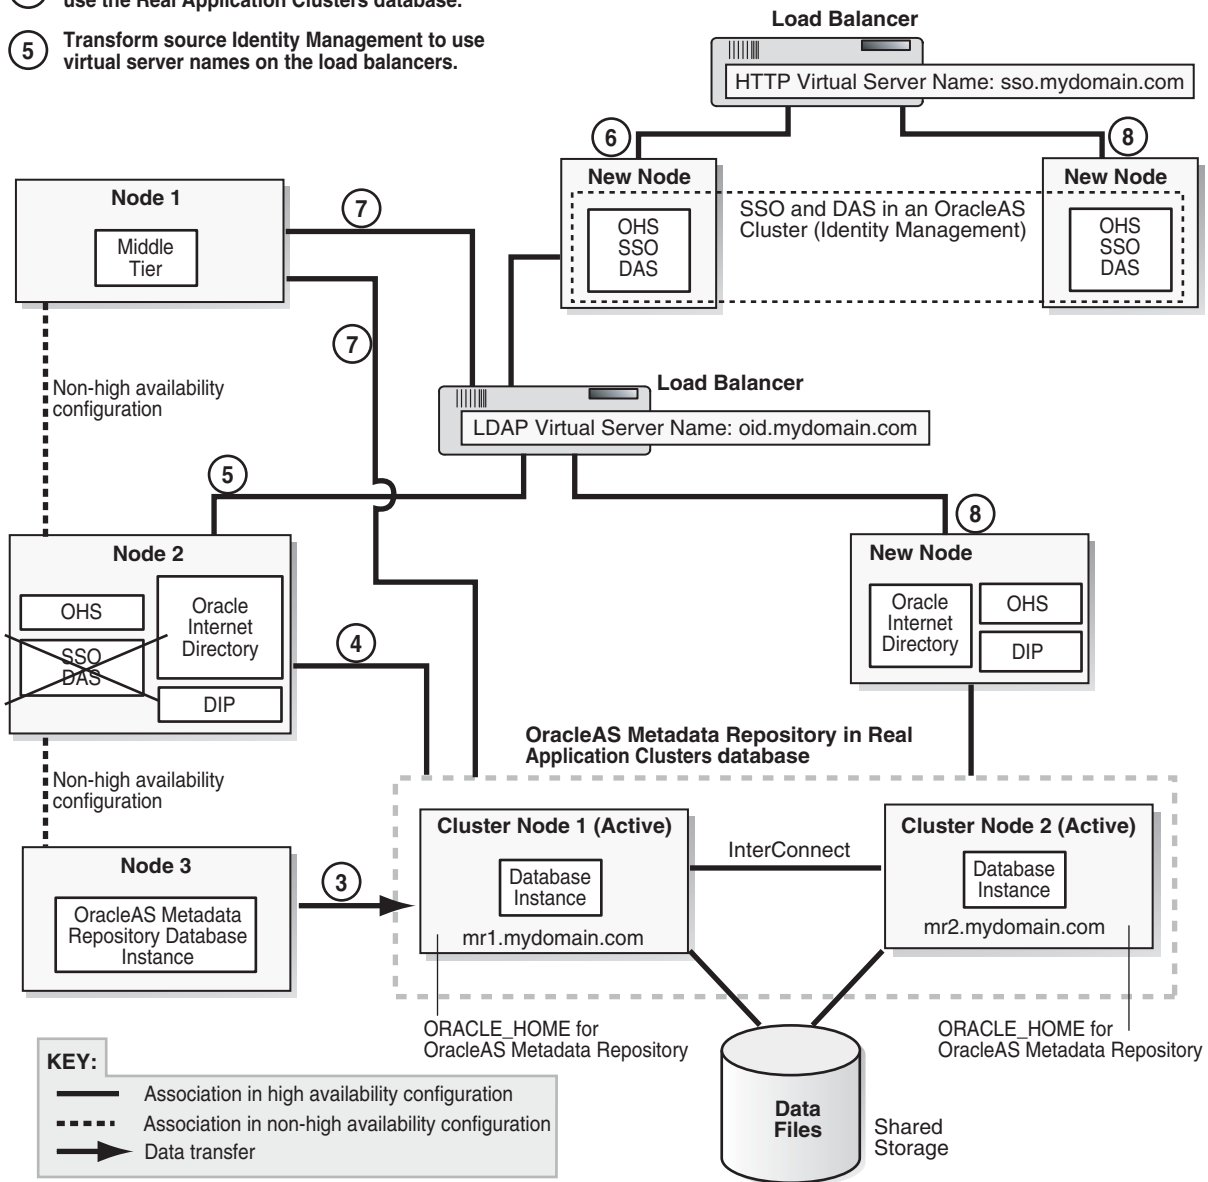 use the Real Application Clusters database.
5
Transform source Identity Management to use
virtual server names on the load balancers.
Load Balancer
HTTP Virtual Server Name: sso.mydomain.com
6
8
New Node
OHS
SSO
DAS
SSO and DAS in an OracleAS
Cluster (Identity Management)
New Node
OHS
SSO
DAS
Node 1
Middle
Tier
7
7
Non-high availability
configuration
Load Balancer
LDAP Virtual Server Name: oid.mydomain.com
5
8
Node 2
OHS
SSO
DAS
Oracle
Internet
Directory
DIP
4
New Node
Oracle
Internet
Directory
OHS
DIP
Non-high availability
configuration
OracleAS Metadata Repository in Real
Application Clusters database
Node 3
OracleAS Metadata
Repository Database
Instance
3
Cluster Node 1 (Active)
Database
Instance
mr1.mydomain.com
InterConnect
Cluster Node 2 (Active)
Database
Instance
mr2.mydomain.com
ORACLE_HOME for
OracleAS Metadata Repository
ORACLE_HOME for
OracleAS Metadata Repository
Data
Files
Shared
Storage
KEY:
Association in high availability configuration
Association in non-high availability configuration
Data transfer